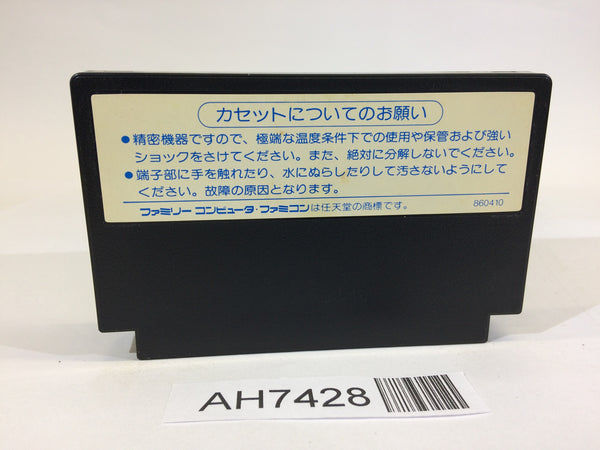 カセットについてのお願い
●精密機器ですので、極端な温度条件下での使用や保管および強い
ショックをさけてください。また、絶対に分解しないでください。
●端子部に手を触れたり、水にぬらしたりして汚さないようにして
ください。故障の原因となります。
ファミリーコンピュータ・ファミコンは任天堂の商標です。 860410
AH7428